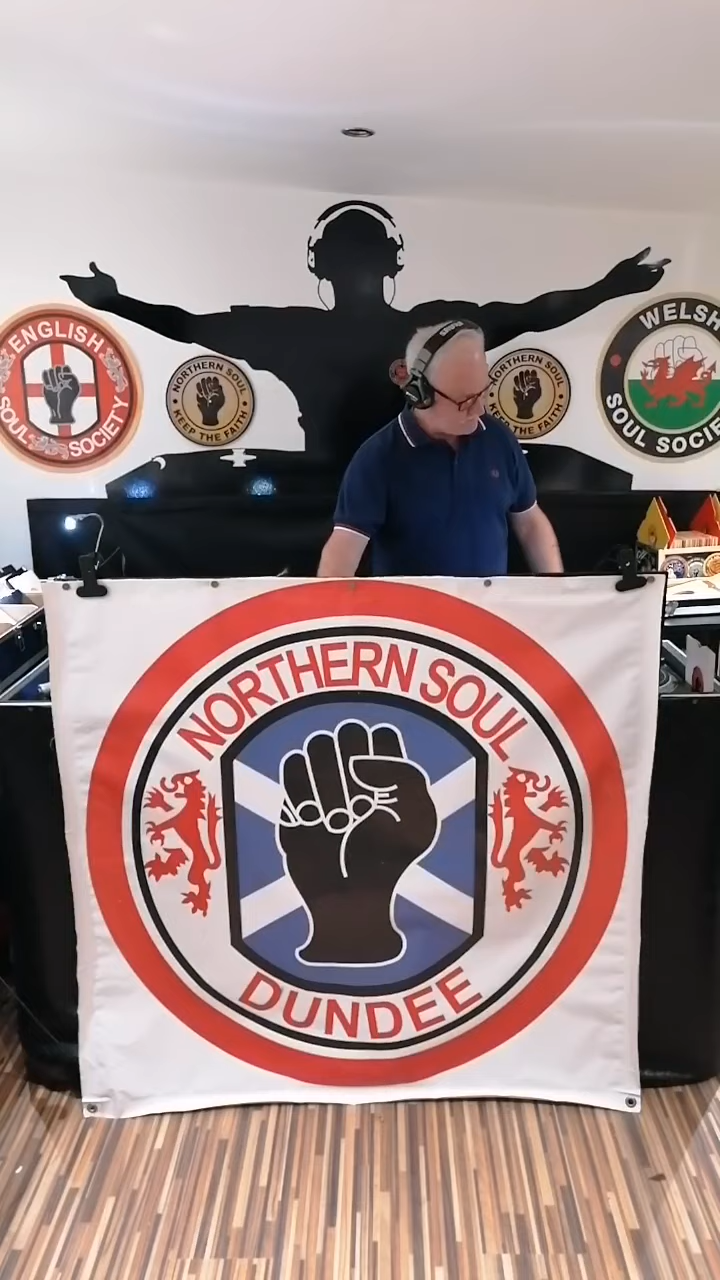 ENGLISH
SOUL SOCIETY
NORTHERN SOUL
KEEP THE FAITH
NORTHERN SOUL
KEEP THE FAITH
WELSH
SOUL SOCIE
NORTHERN SOUL
DUNDEE